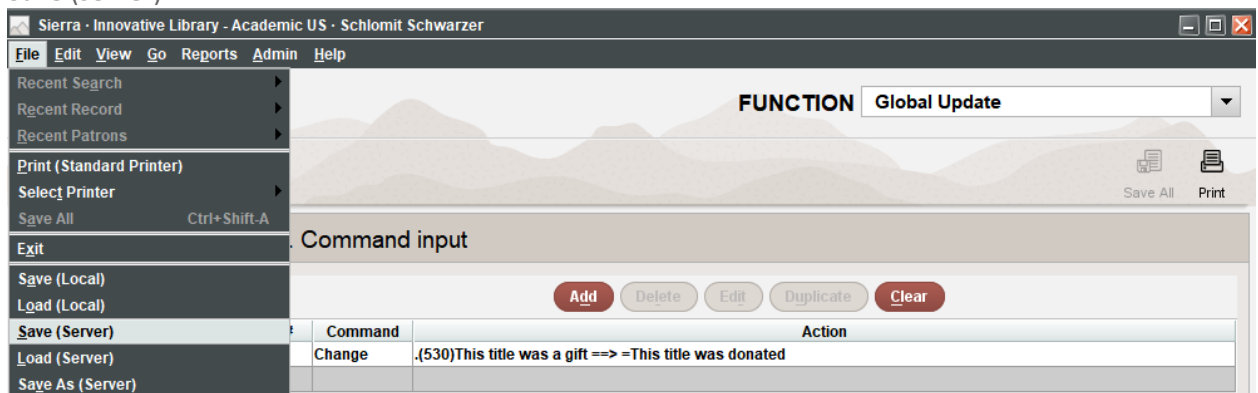 Sierra · Innovative Library - Academic US · Schlomit Schwarzer
File Edit View Go Reports Admin Help
Recent Search
Recent Record
Recent Patrons
Print (Standard Printer)
Select Printer
Save All Ctrl+Shift-A
Exit
Save (Local)
Load (Local)
Save (Server)
Load (Server)
Save As (Server)
FUNCTION Global Update
Save All Print
. Command input
Add Delete Edit Duplicate Clear
Command Action
Change .(530)This title was a gift ==> =This title was donated